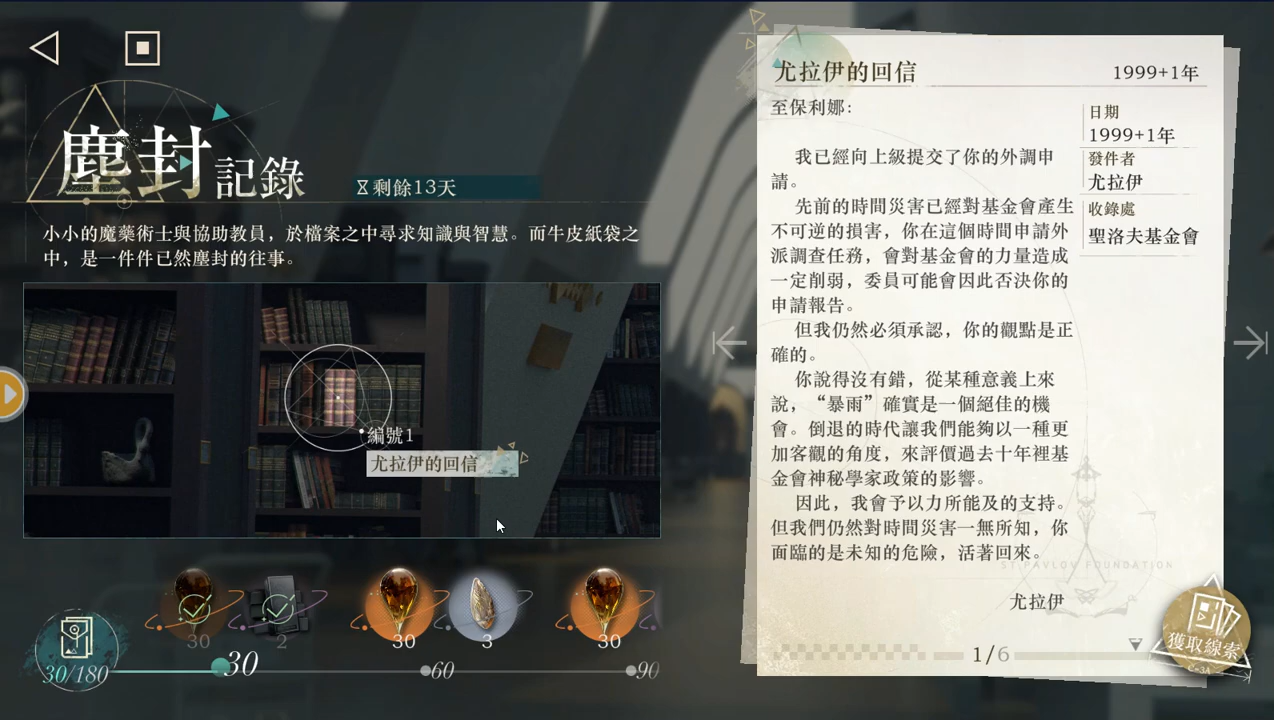 塵封記錄
剩餘13天
小小的魔藥術士與協助教員，於檔案之中尋求知識與智慧。而牛皮紙袋之
中，是一件件已然塵封的往事。
編號1
尤拉伊的回信
30
2
30
3
30
30/180
30
60
90
尤拉伊的回信
1999+1年
至保利娜：
我已經向上級提交了你的外調申
請。
先前的時間災害已經對基金會產生
不可逆的損害，你在這個時間申請外
派調查任務，會對基金會的力量造成
一定削弱，委員可能會因此否決你的
申請報告。
但我仍然必須承認，你的觀點是正
確的。
你說得沒有錯，從某種意義上來
說，“暴雨”確實是一個絕佳的機
會。倒退的時代讓我們能夠以一種更
加客觀的角度，來評價過去十年裡基
金會神秘學家政策的影響。
因此，我會予以力所能及的支持。
但我們仍然對時間災害一無所知，你
面臨的是未知的危險，活著回來。
尤拉伊
日期
1999+1年
發件者
尤拉伊
收錄處
聖洛夫基金會
ST.PAVLOV FOUNDATION
1/6
獲取線索